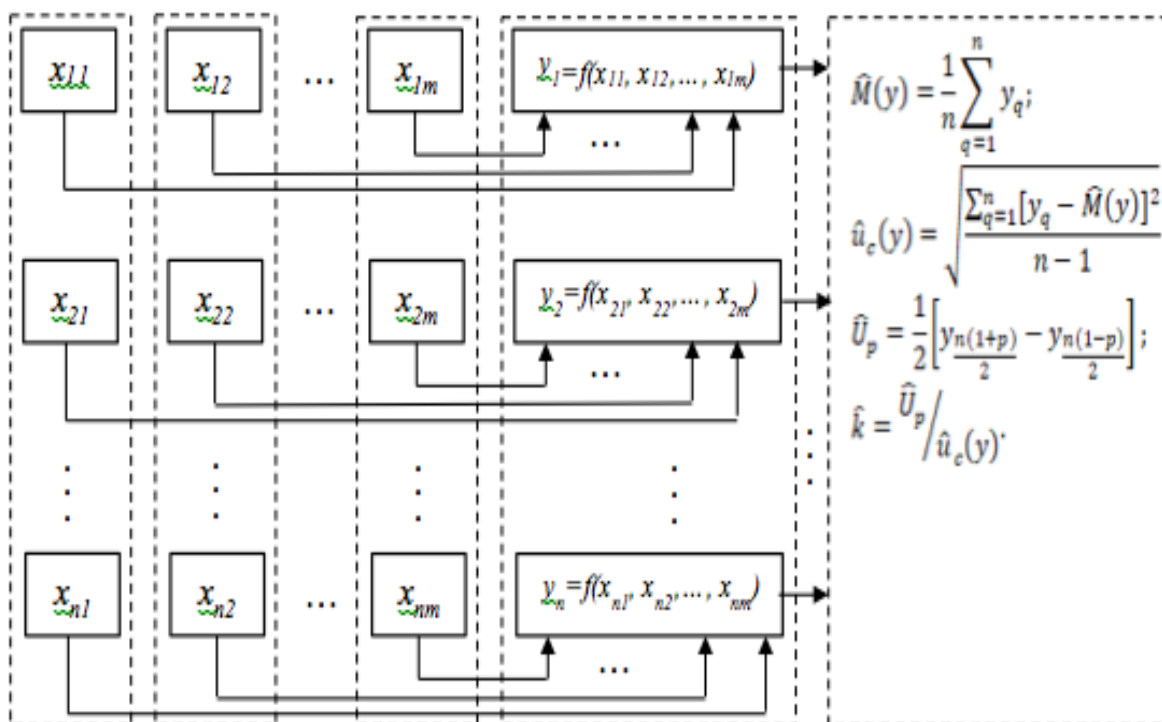 x₁₁ x₁₂ ... x₁ₘ y₁=f(x₁₁, x₁₂,..., x₁ₘ)
...
x₂₁ x₂₂ ... x₂ₘ y₂=f(x₂₁, x₂₂,..., x₂ₘ)
...
xₙ₁ xₙ₂ ... xₙₘ yₙ=f(xₙ₁, xₙ₂,..., xₙₘ)
...
M̂(y) = 1/n ∑_{q=1}^{n} y_q;
û_c(y) = √(∑_{q=1}^{n}[y_q − M̂(y)]²/(n − 1))
Û_p = 1/2 [y_{n(1+p)/2} − y_{n(1−p)/2}];
k̂ = Û_p/û_c(y).